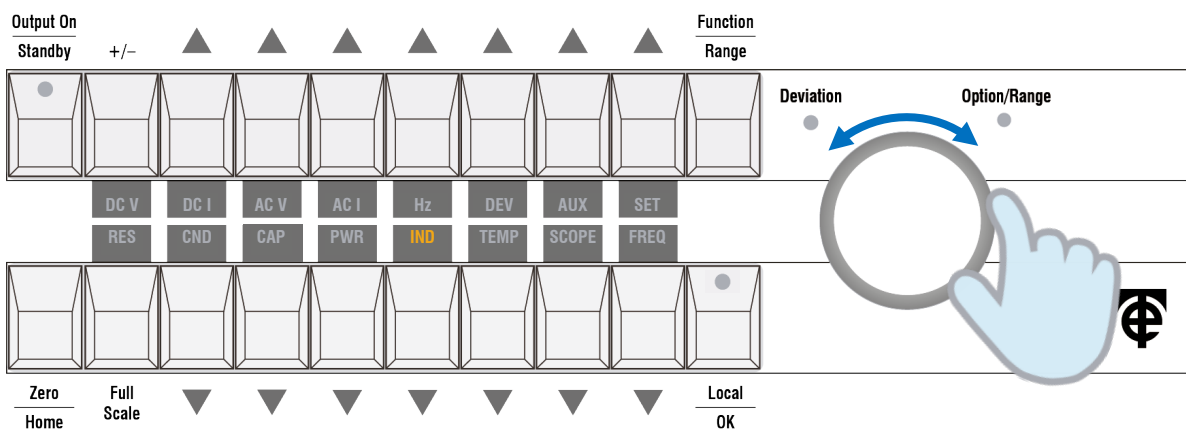 Output On
Standby
+/−
Function
Range
Deviation
Option/Range
DC V DC I AC V AC I Hz DEV AUX SET
RES CND CAP PWR IND TEMP SCOPE FREQ
Zero
Home
Full
Scale
Local
OK